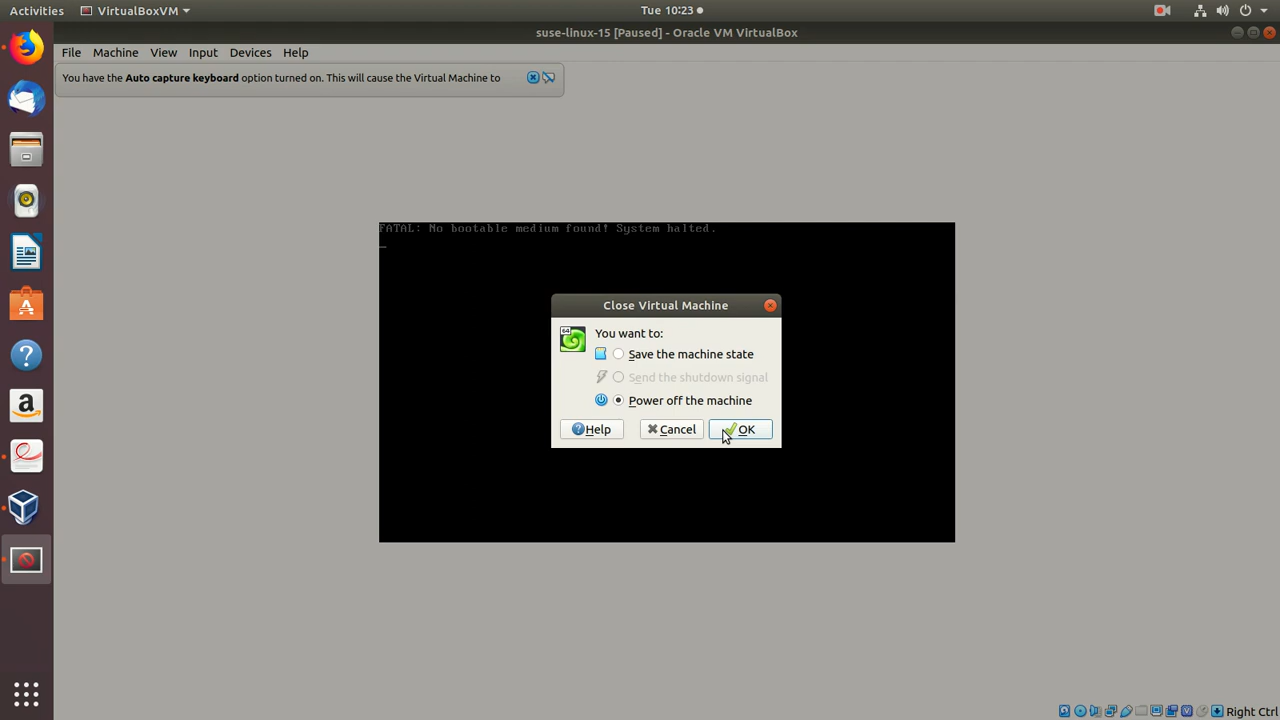 Activities VirtualBoxVM Tue 10:23
suse-linux-15 [Paused] - Oracle VM VirtualBox
File Machine View Input Devices Help
You have the Auto capture keyboard option turned on. This will cause the Virtual Machine to
FATAL: No bootable medium found! System halted.
Close Virtual Machine
You want to:
64
Save the machine state
Send the shutdown signal
Power off the machine
Help Cancel OK
Right Ctrl